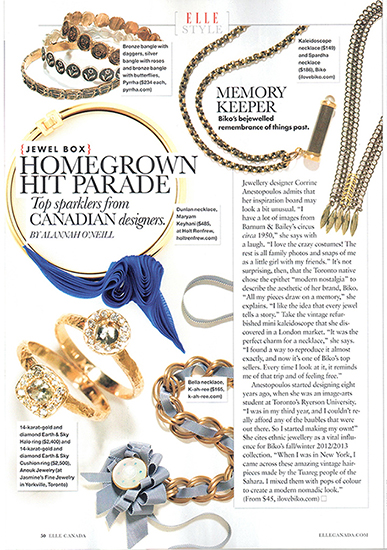 ELLE
STYLE
Bronze bangle with
daggers, silver
bangle with roses
and bronze bangle
with butterflies,
Pyrrha ($234 each,
pyrrha.com)
Kaleidoscope
necklace ($149)
and Spardha
necklace
($188), Biko
(ilovebiko.com)
MEMORY
KEEPER
Biko's bejewelled
remembrance of things past.
{JEWEL BOX}
HOMEGROWN
HIT PARADE
Top sparklers from
CANADIAN designers.
BY ALANNAH O'NEILL
Dunlan necklace,
Maryam
Keyhani ($485,
at Holt Renfrew,
holtrenfrew.com)
Jewellery designer Corrine
Anestopoulos admits that
her inspiration board may
look a bit unusual. "I
have a lot of images from
Barnum & Bailey's circus
circa 1950," she says with
a laugh. "I love the crazy costumes! The
rest is all family photos and snaps of me
as a little girl with my friends." It's not
surprising, then, that the Toronto native
chose the epithet "modern nostalgia" to
describe the aesthetic of her brand, Biko.
"All my pieces draw on a memory," she
explains. "I like the idea that every jewel
tells a story." Take the vintage refur-
bished mini kaleidoscope that she dis-
covered in a London market. "It was the
perfect charm for a necklace," she says.
"I found a way to reproduce it almost
exactly, and now it's one of Biko's top
sellers. Every time I look at it, it reminds
me of that trip and of feeling free."
Anestopoulos started designing eight
years ago, when she was an image-arts
student at Toronto's Ryerson University.
"I was in my third year, and I couldn't re-
ally afford any of the baubles that were
out there. So I started making my own!"
She cites ethnic jewellery as a vital influ-
ence for Biko's fall/winter 2012/2013
collection. "When I was in New York, I
came across these amazing vintage hair-
pieces made by the Tuareg people of the
Sahara. I mixed them with pops of colour
to create a modern nomadic look."
(From $45, ilovebiko.com)
Bella necklace,
K-ah-ree ($165,
k-ah-ree.com)
14-karat-gold and
diamond Earth & Sky
Halo ring ($2,400) and
14-karat-gold and
diamond Earth & Sky
Cushion ring ($2,500),
Anouk Jewelry (at
Jasmine's Fine Jewelry
in Yorkville, Toronto)
50 ELLE CANADA
ELLECANADA.COM